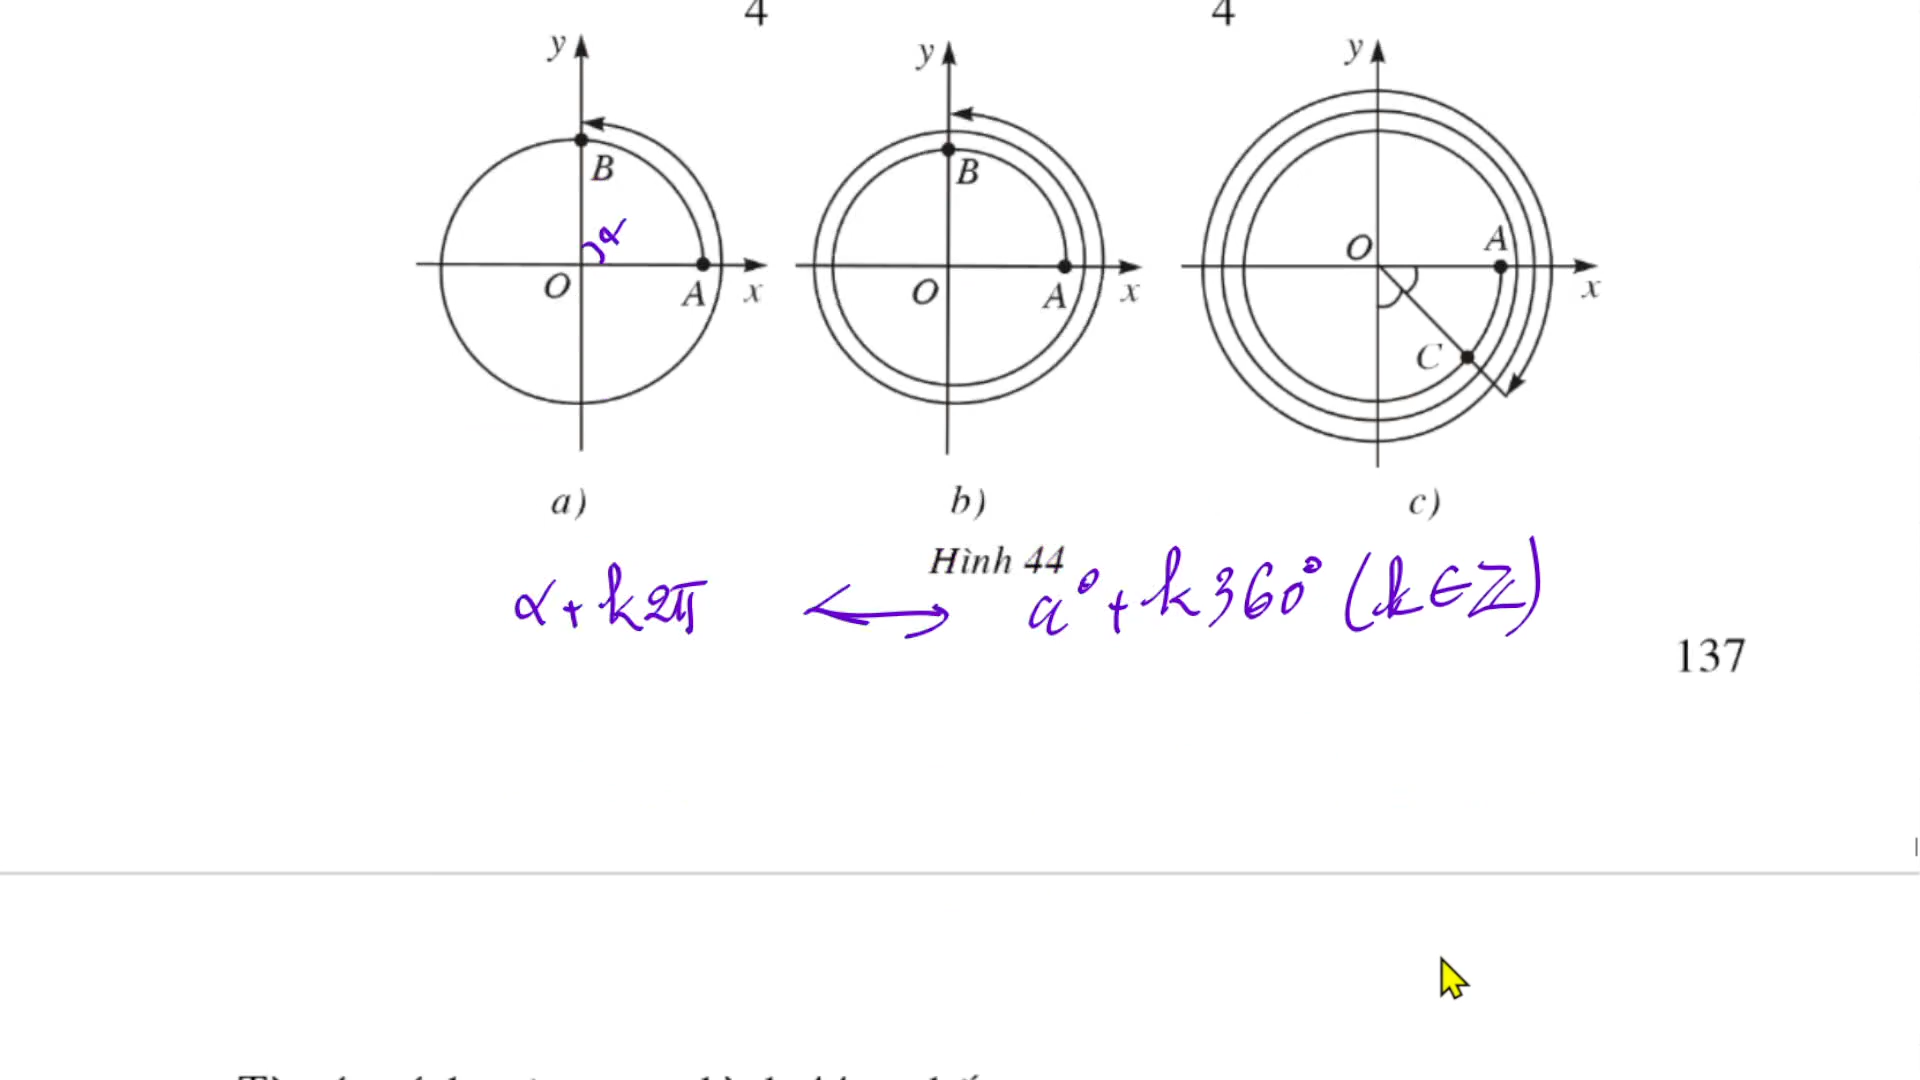 4 4
y y y
B B α A O
O A x O A x C x
a) b) c)
Hình 44
α + k2π ⟷ a° + k360° (k ∈ Z)
137